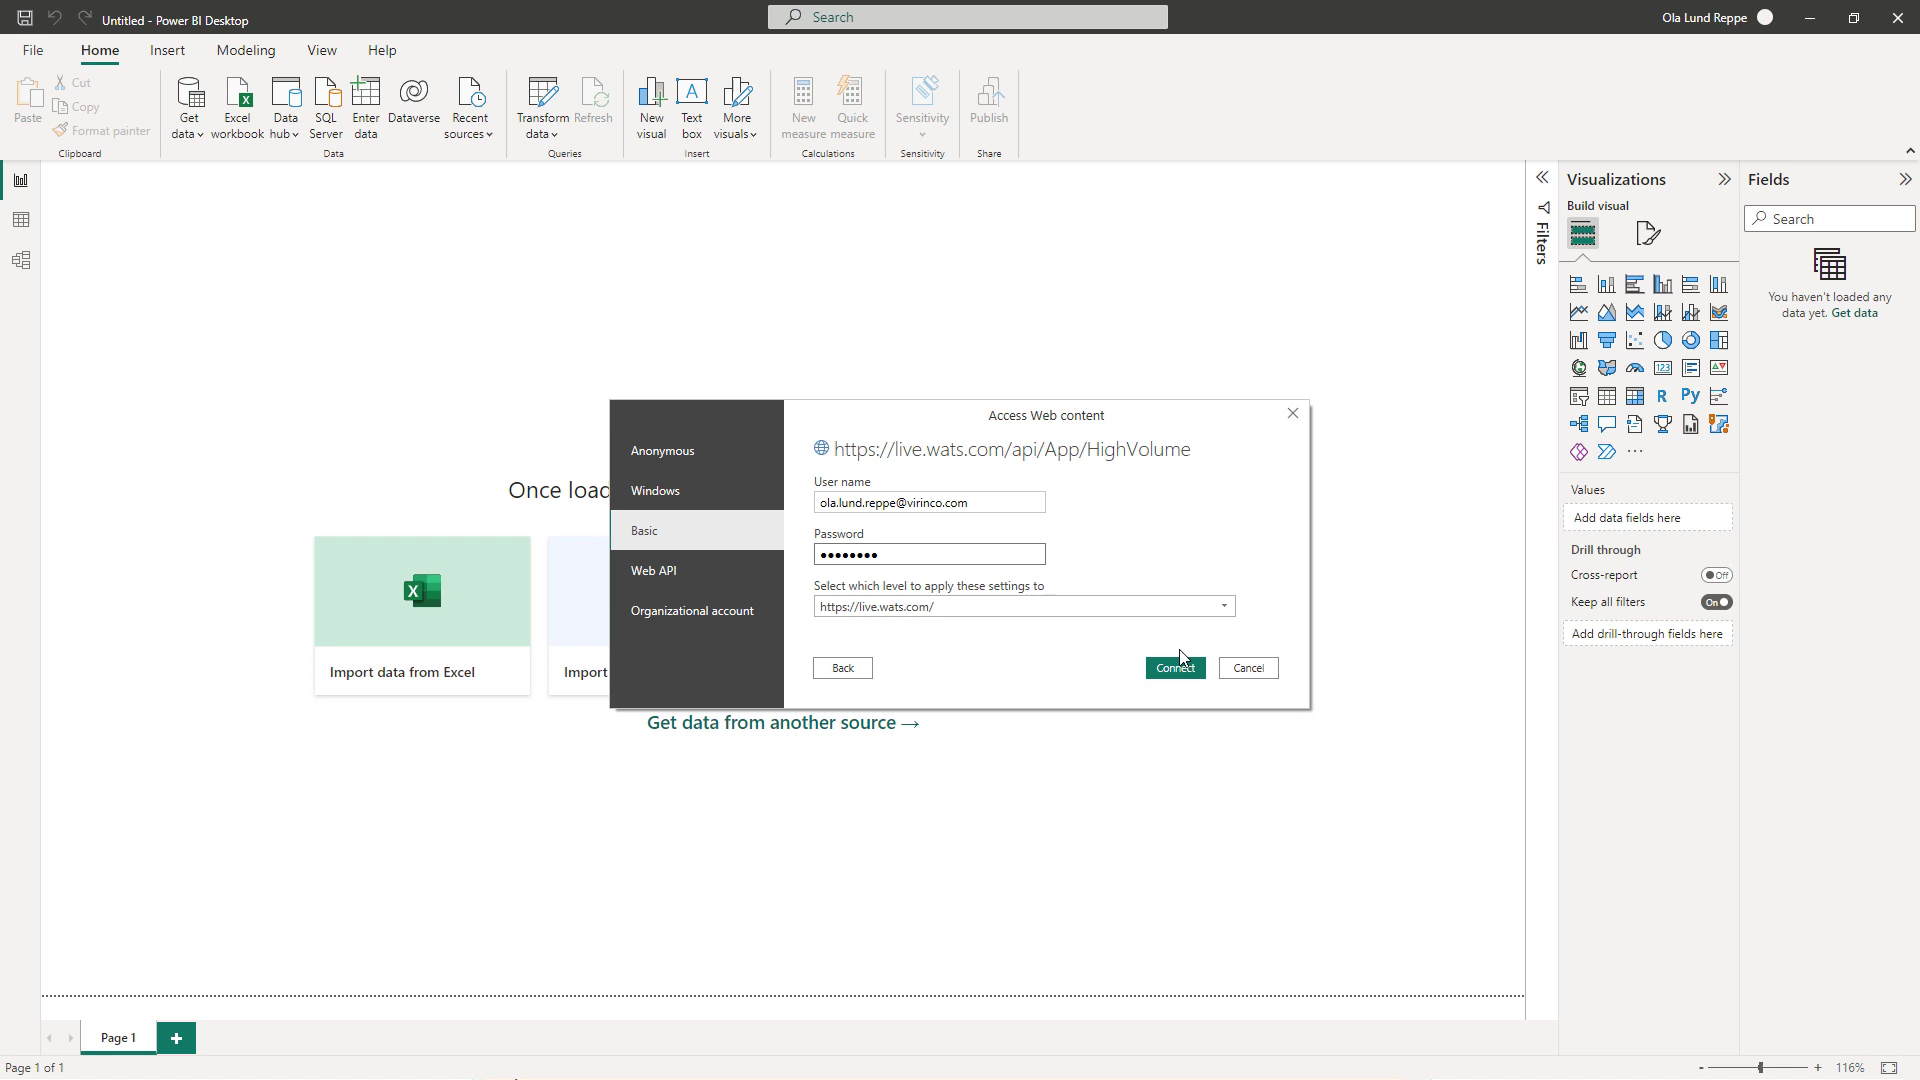 Untitled - Power BI Desktop
Search
Ola Lund Reppe
File Home Insert Modeling View Help
Paste
Cut
Copy
Format painter
Clipboard
Get data
Excel workbook
Data hub
SQL Server
Enter data
Dataverse
Recent sources
Data
Transform data
Refresh
Queries
New visual
Text box
More visuals
Insert
New measure
Quick measure
Calculations
Sensitivity
Sensitivity
Publish
Share
Filters
Visualizations
Build visual
123
R
Py
Values
Add data fields here
Drill through
Cross-report
Off
Keep all filters
On
Add drill-through fields here
Fields
Search
You haven't loaded any
data yet. Get data
Once load
Import data from Excel
Import
Get data from another source →
Access Web content
Anonymous
Windows
Basic
Web API
Organizational account
https://live.wats.com/api/App/HighVolume
User name
ola.lund.reppe@virinco.com
Password
●●●●●●●●
Select which level to apply these settings to
https://live.wats.com/
Back
Connect
Cancel
Page 1
Page 1 of 1
- + 116%